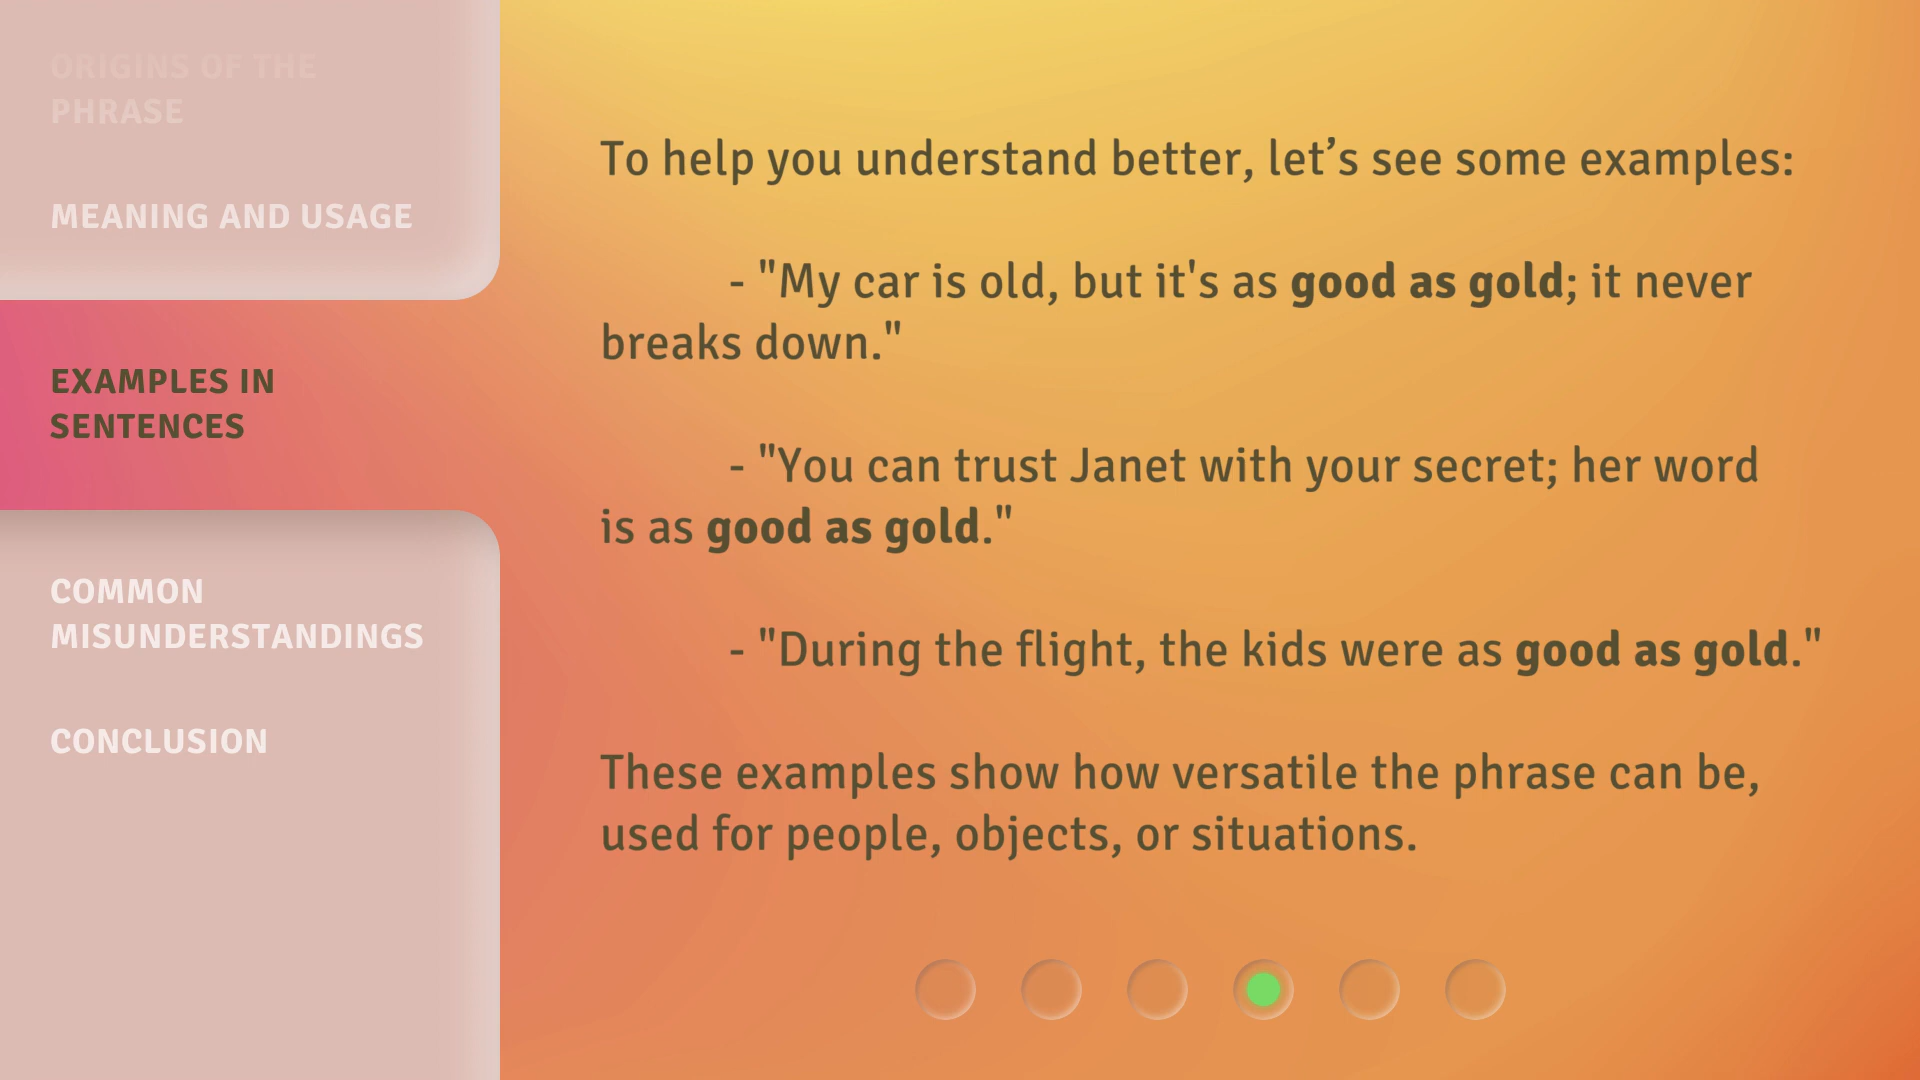 ORIGINS OF THE
PHRASE
MEANING AND USAGE
EXAMPLES IN
SENTENCES
COMMON
MISUNDERSTANDINGS
CONCLUSION
To help you understand better, let’s see some examples:
- "My car is old, but it's as good as gold; it never
breaks down."
- "You can trust Janet with your secret; her word
is as good as gold."
- "During the flight, the kids were as good as gold."
These examples show how versatile the phrase can be,
used for people, objects, or situations.